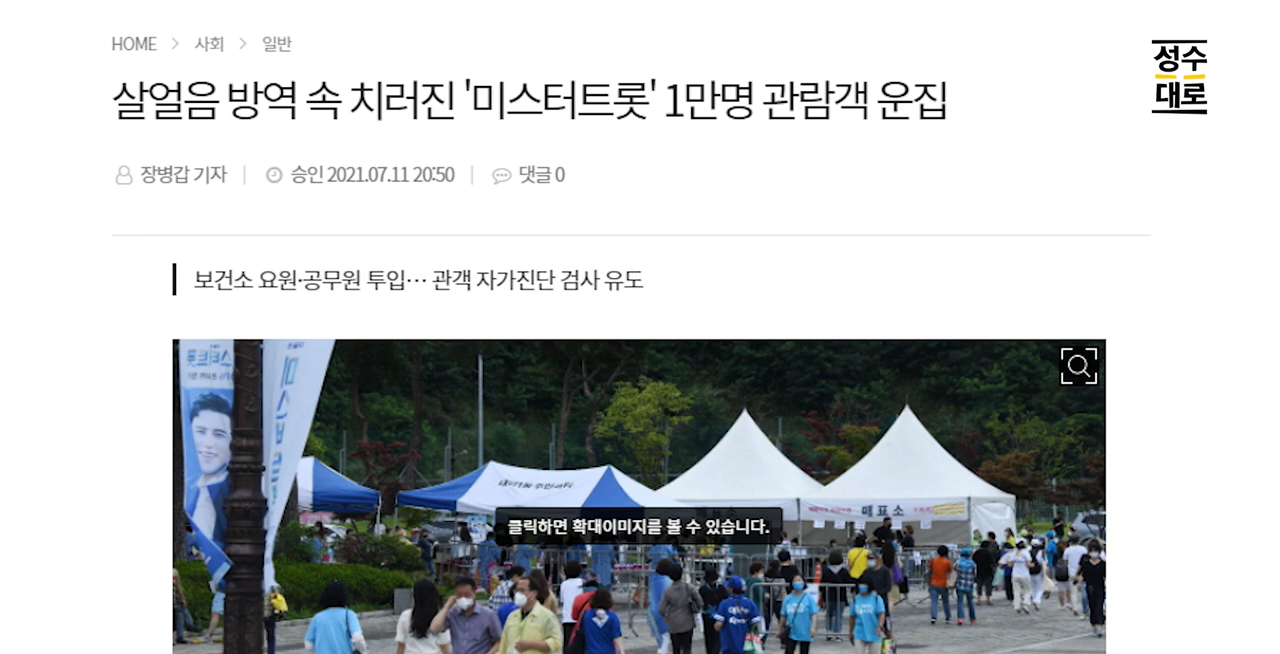 HOME > 사회 > 일반
성수
대로
살얼음 방역 속 치러진 '미스터트롯' 1만명 관람객 운집
장병갑 기자 | 승인 2021.07.11 20:50 | 댓글 0
보건소 요원·공무원 투입… 관객 자가진단 검사 유도
매표소
클릭하면 확대이미지를 볼 수 있습니다.